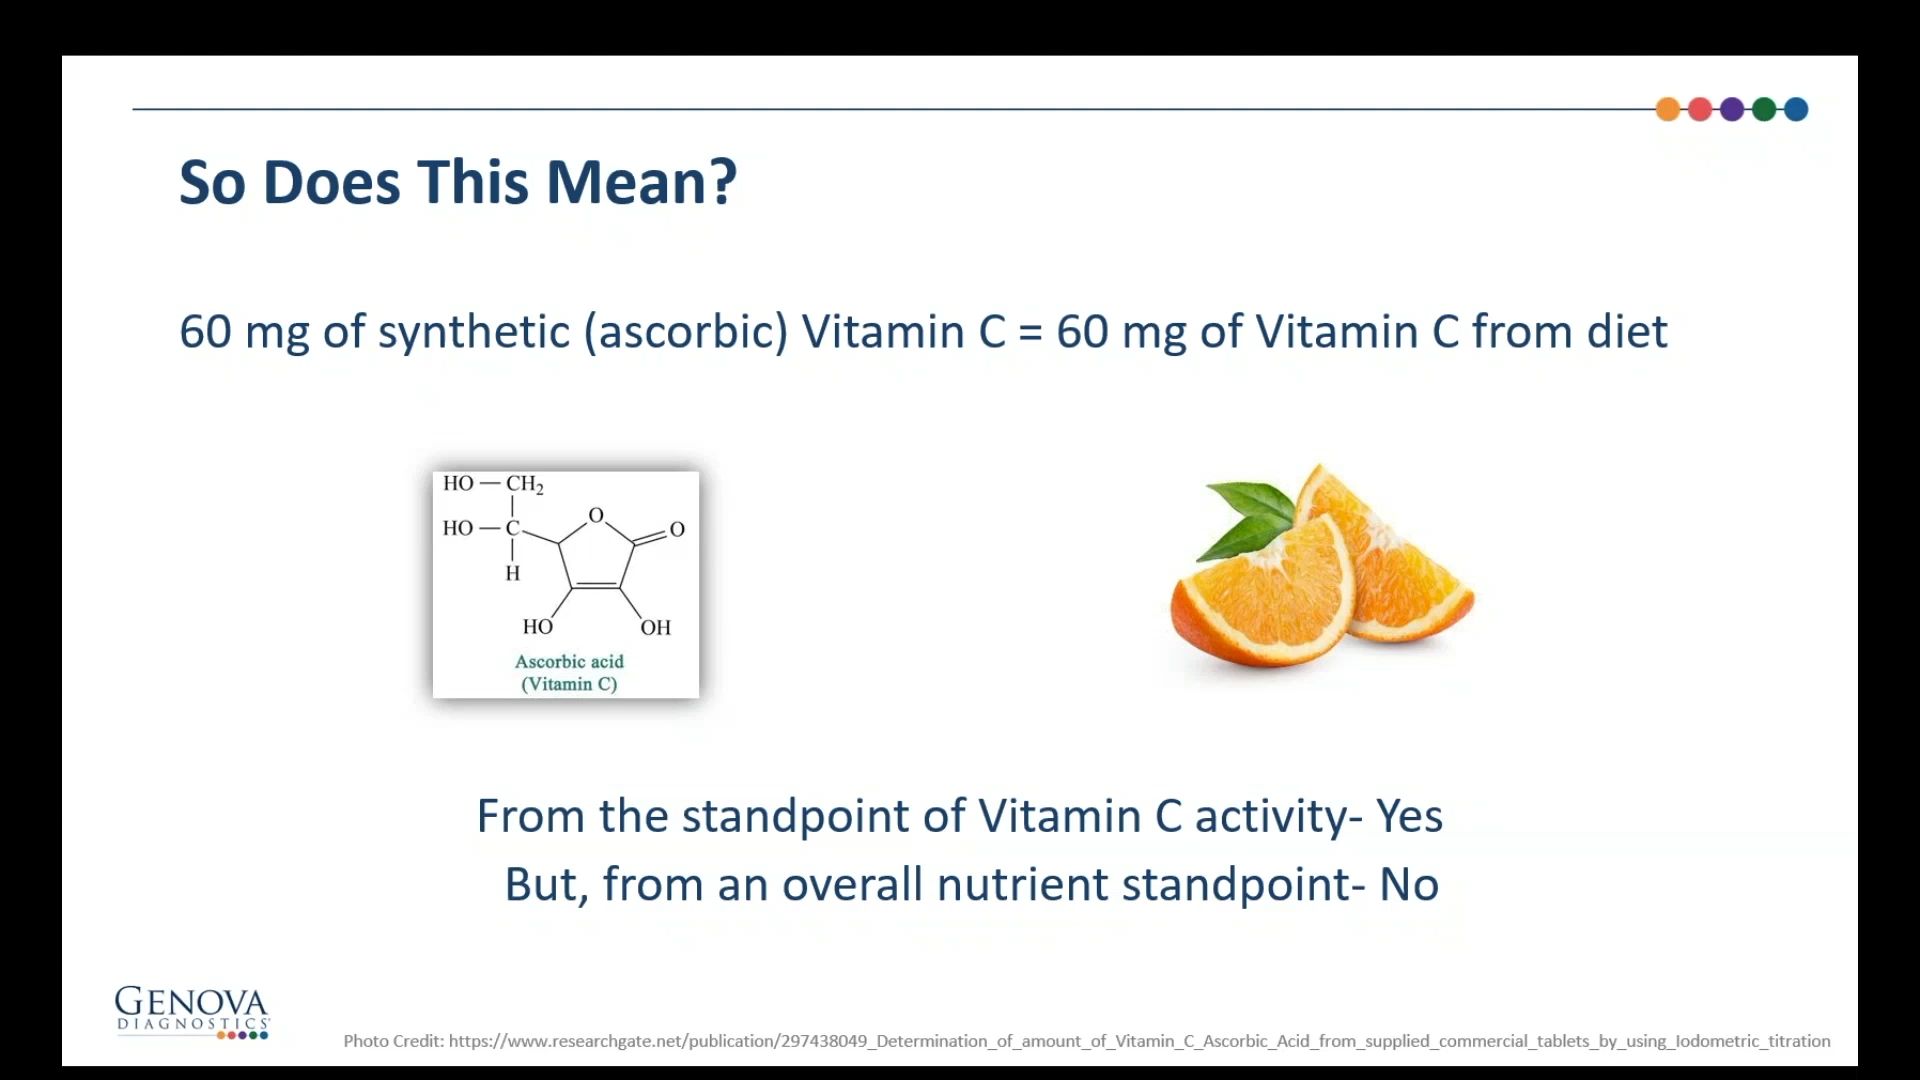 So Does This Mean?
60 mg of synthetic (ascorbic) Vitamin C = 60 mg of Vitamin C from diet
HO — CH2
HO — C
O
O
H
HO
OH
Ascorbic acid
(Vitamin C)
From the standpoint of Vitamin C activity- Yes
But, from an overall nutrient standpoint- No
GENOVA
DIAGNOSTICS
Photo Credit: https://www.researchgate.net/publication/297438049_Determination_of_amount_of_Vitamin_C_Ascorbic_Acid_from_supplied_commercial_tablets_by_using_Iodometric_titration